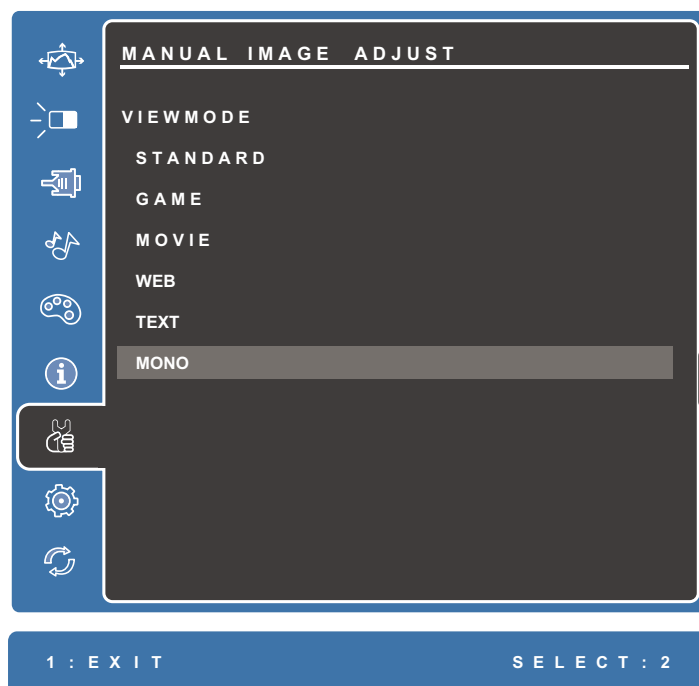 MANUAL IMAGE ADJUST
VIEWMODE
STANDARD
GAME
MOVIE
WEB
TEXT
MONO
1:EXIT SELECT:2